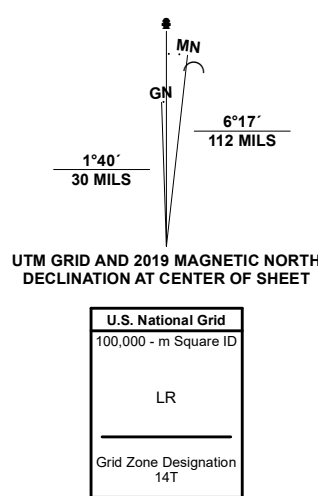 MN
GN
6°17´
112 MILS
1°40´
30 MILS
UTM GRID AND 2019 MAGNETIC NORTH
DECLINATION AT CENTER OF SHEET
U.S. National Grid
100,000 - m Square ID
LR
Grid Zone Designation
14T